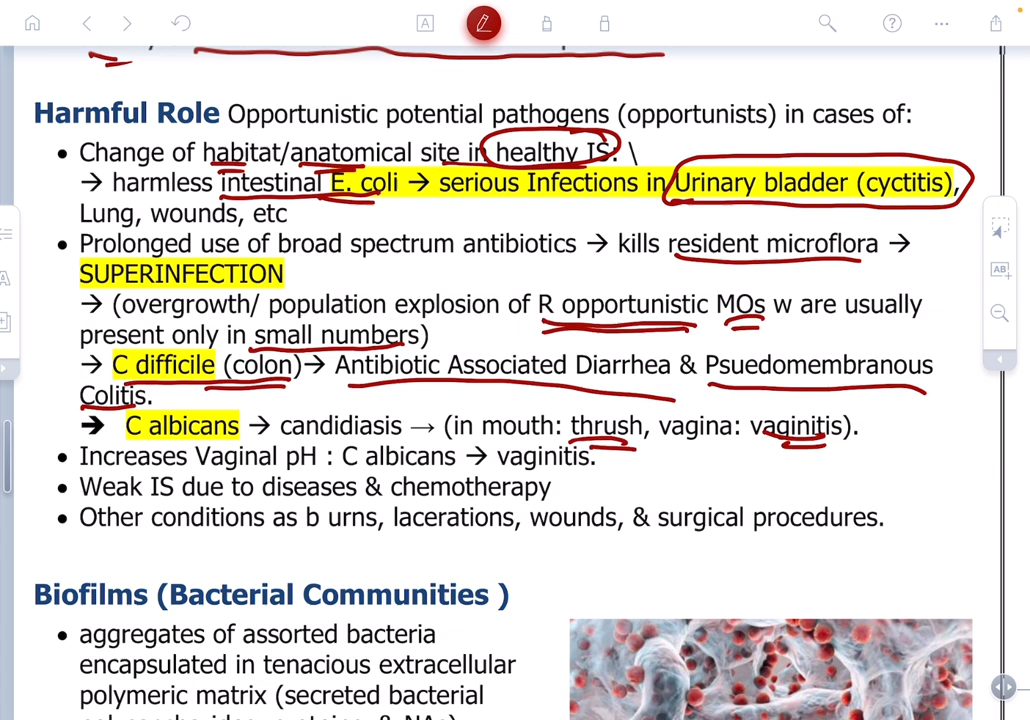 Harmful Role Opportunistic potential pathogens (opportunists) in cases of:
• Change of habitat/anatomical site in healthy IS: \
→ harmless intestinal E. coli → serious Infections in Urinary bladder (cyctitis),
Lung, wounds, etc
• Prolonged use of broad spectrum antibiotics → kills resident microflora →
SUPERINFECTION
→ (overgrowth/ population explosion of R opportunistic MOs w are usually
present only in small numbers)
→ C difficile (colon)→ Antibiotic Associated Diarrhea & Psuedomembranous
Colitis.
➔ C albicans → candidiasis → (in mouth: thrush, vagina: vaginitis).
• Increases Vaginal pH : C albicans → vaginitis.
• Weak IS due to diseases & chemotherapy
• Other conditions as b urns, lacerations, wounds, & surgical procedures.
Biofilms (Bacterial Communities )
• aggregates of assorted bacteria
encapsulated in tenacious extracellular
polymeric matrix (secreted bacterial